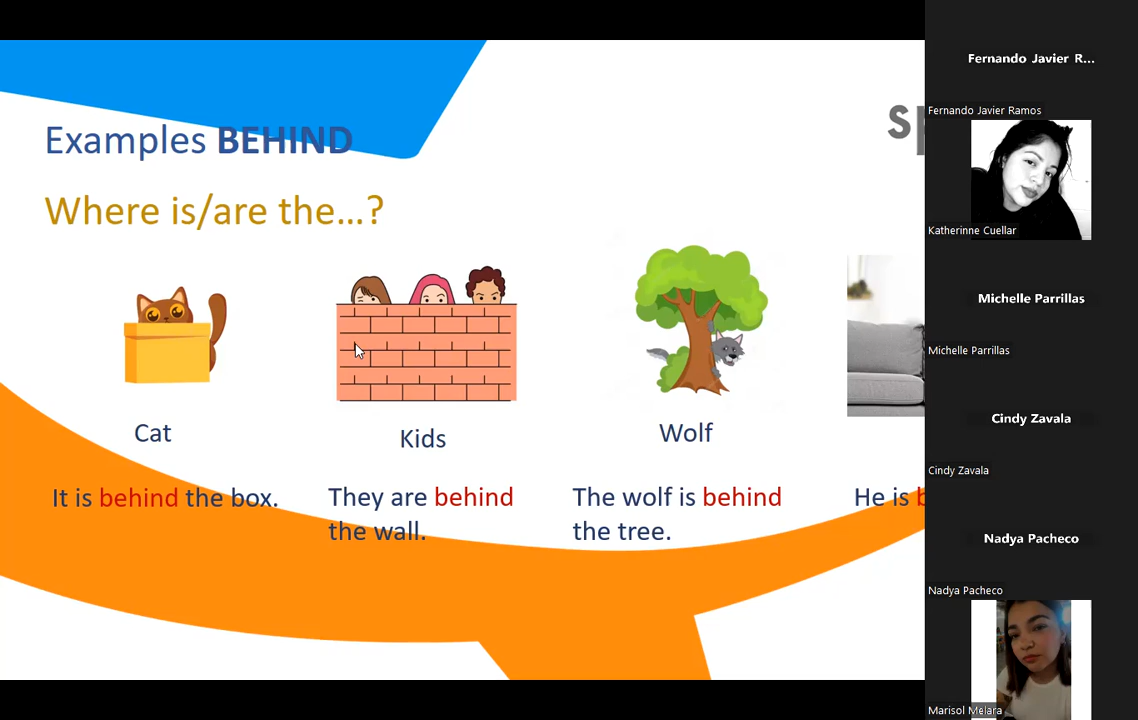 Examples BEHIND
Where is/are the...?
Cat
Kids
Wolf
It is behind the box.
They are behind
the wall.
The wolf is behind
the tree.
He is
Fernando Javier R...
Fernando Javier Ramos
Katherinne Cuellar
Michelle Parrillas
Michelle Parrillas
Cindy Zavala
Cindy Zavala
Nadya Pacheco
Nadya Pacheco
Marisol Melara